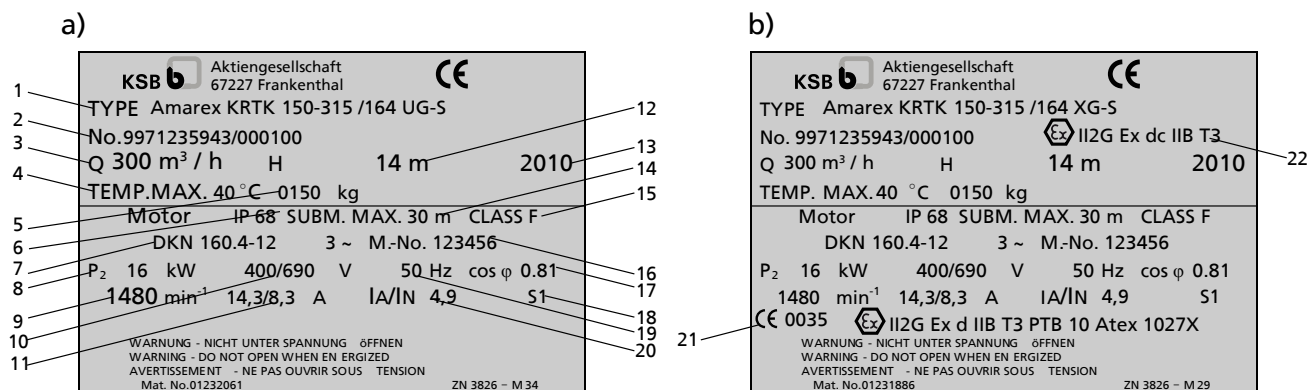 a)
KSB b Aktiengesellschaft
67227 Frankenthal
CE
TYPE Amarex KRTK 150-315 /164 UG-S
No. 9971235943/000100
Q 300 m³ / h H 14 m 2010
TEMP.MAX. 40 °C 0150 kg
Motor IP 68 SUBM. MAX. 30 m CLASS F
DKN 160.4-12 3 ~ M.-No. 123456
P₂ 16 kW 400/690 V 50 Hz cos φ 0.81
1480 min⁻¹ 14,3/8,3 A IA/IN 4,9 S1
WARNUNG - NICHT UNTER SPANNUNG öFFNEN
WARNING - DO NOT OPEN WHEN EN ERGIZED
AVERTISSEMENT - NE PAS OUVRIR SOUS TENSION
Mat. No.01232061 ZN 3826 – M 34
1
2
3
4
5
6
7
8
9
10
11
12
13
14
15
16
17
18
19
20
b)
KSB b Aktiengesellschaft
67227 Frankenthal
CE
TYPE Amarex KRTK 150-315 /164 XG-S
No. 9971235943/000100 Ex II2G Ex dc IIB T3
Q 300 m³ / h H 14 m 2010
TEMP. MAX. 40 °C 0150 kg
Motor IP 68 SUBM. MAX. 30 m CLASS F
DKN 160.4-12 3 ~ M.-No. 123456
P₂ 16 kW 400/690 V 50 Hz cos φ 0.81
1480 min⁻¹ 14,3/8,3 A IA/IN 4,9 S1
CE 0035 Ex II2G Ex d IIB T3 PTB 10 Atex 1027X
WARNUNG - NICHT UNTER SPANNUNG öFFNEN
WARNING - DO NOT OPEN WHEN EN ERGIZED
AVERTISSEMENT - NE PAS OUVRIR SOUS TENSION
Mat. No.01231886 ZN 3826 – M 29
21
22